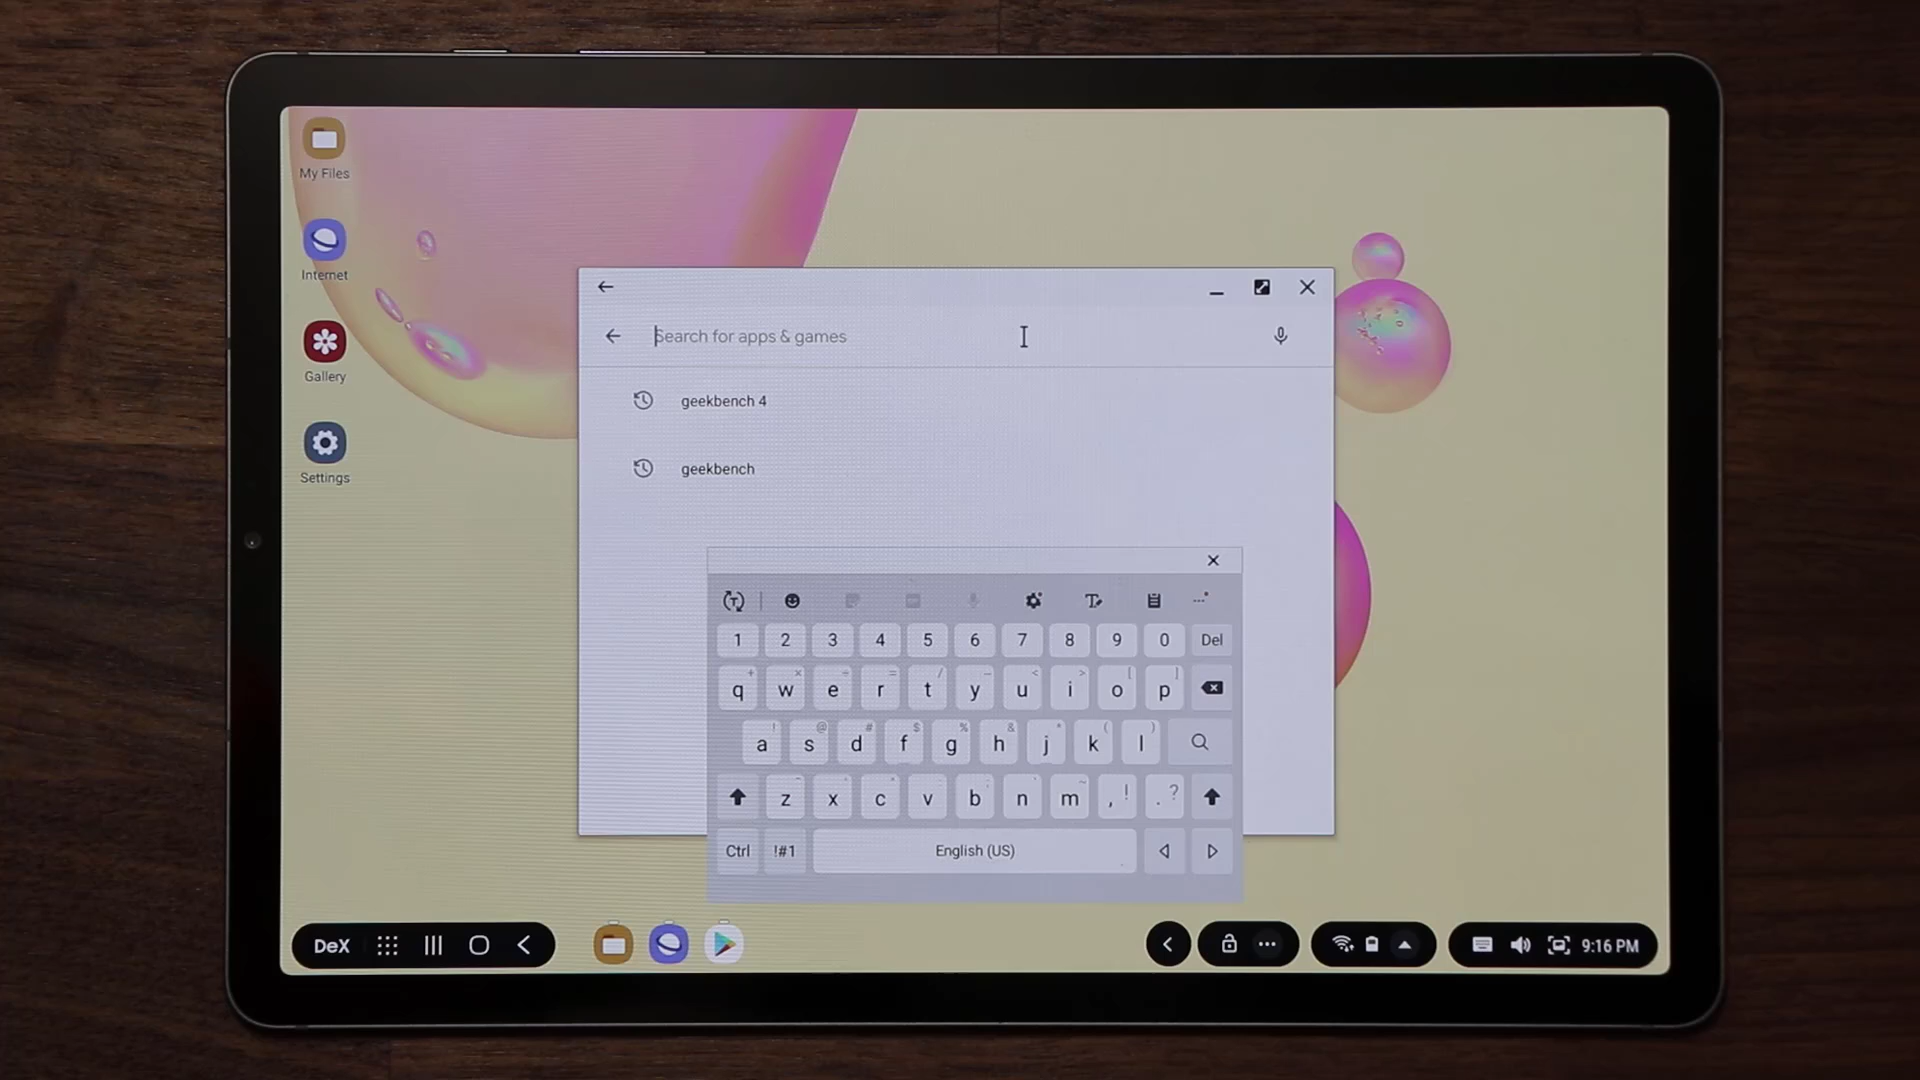 My Files
Internet
Gallery
Settings
Search for apps & games
geekbench 4
geekbench
1 2 3 4 5 6 7 8 9 0 Del
q w e r t y u i o p
a s d f g h j k l
z x c v b n m , ! . ?
Ctrl !#1 English (US)
DeX
9:16 PM